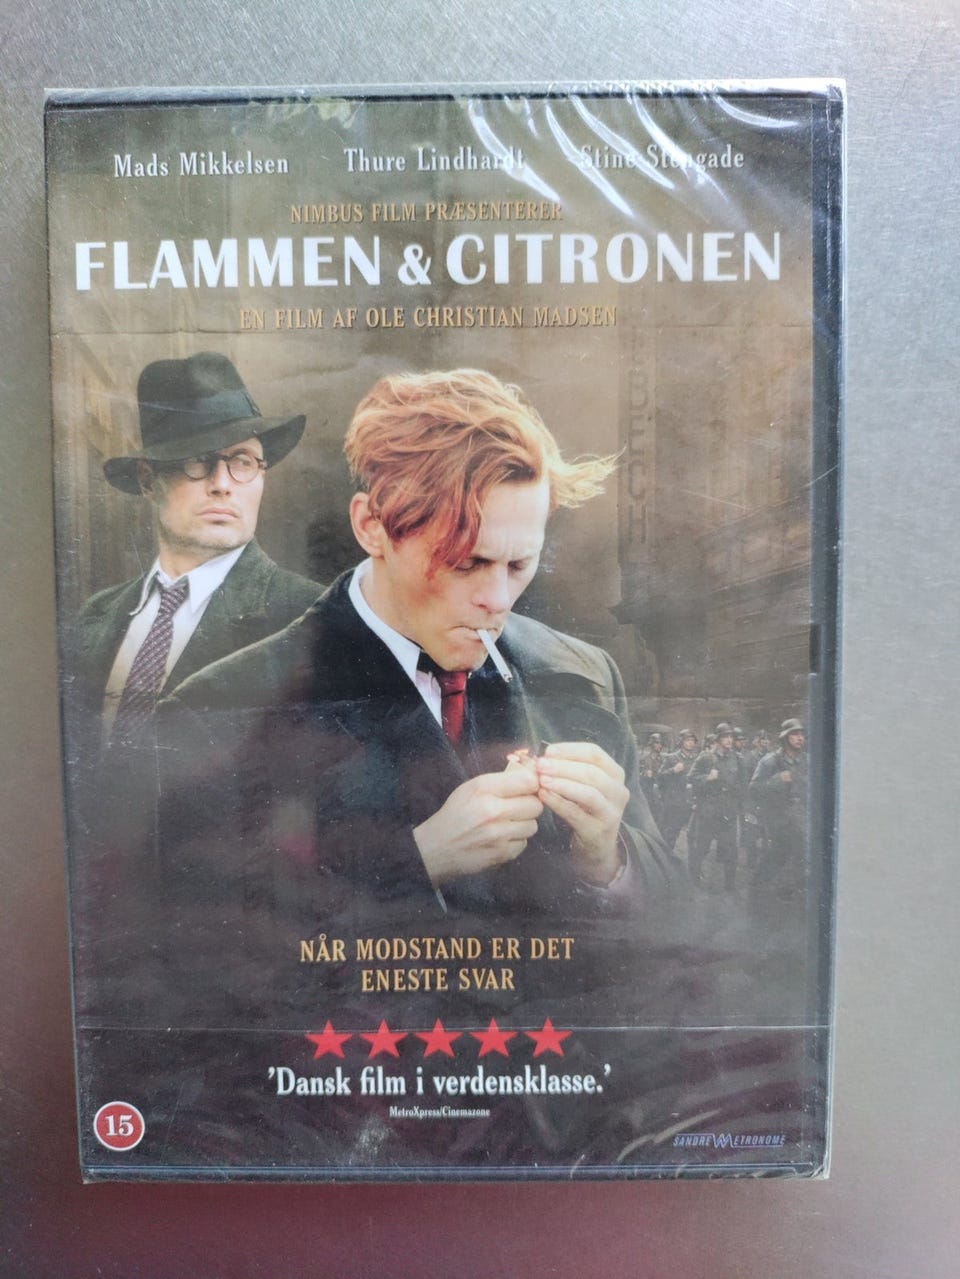 Mads Mikkelsen Thure Lindhardt Stine Stengade
NIMBUS FILM PRÆSENTERER
FLAMMEN & CITRONEN
EN FILM AF OLE CHRISTIAN MADSEN
NÅR MODSTAND ER DET
ENESTE SVAR
'Dansk film i verdensklasse.'
MetroXpress/Cinemazone
15
SANDREW METRONOME